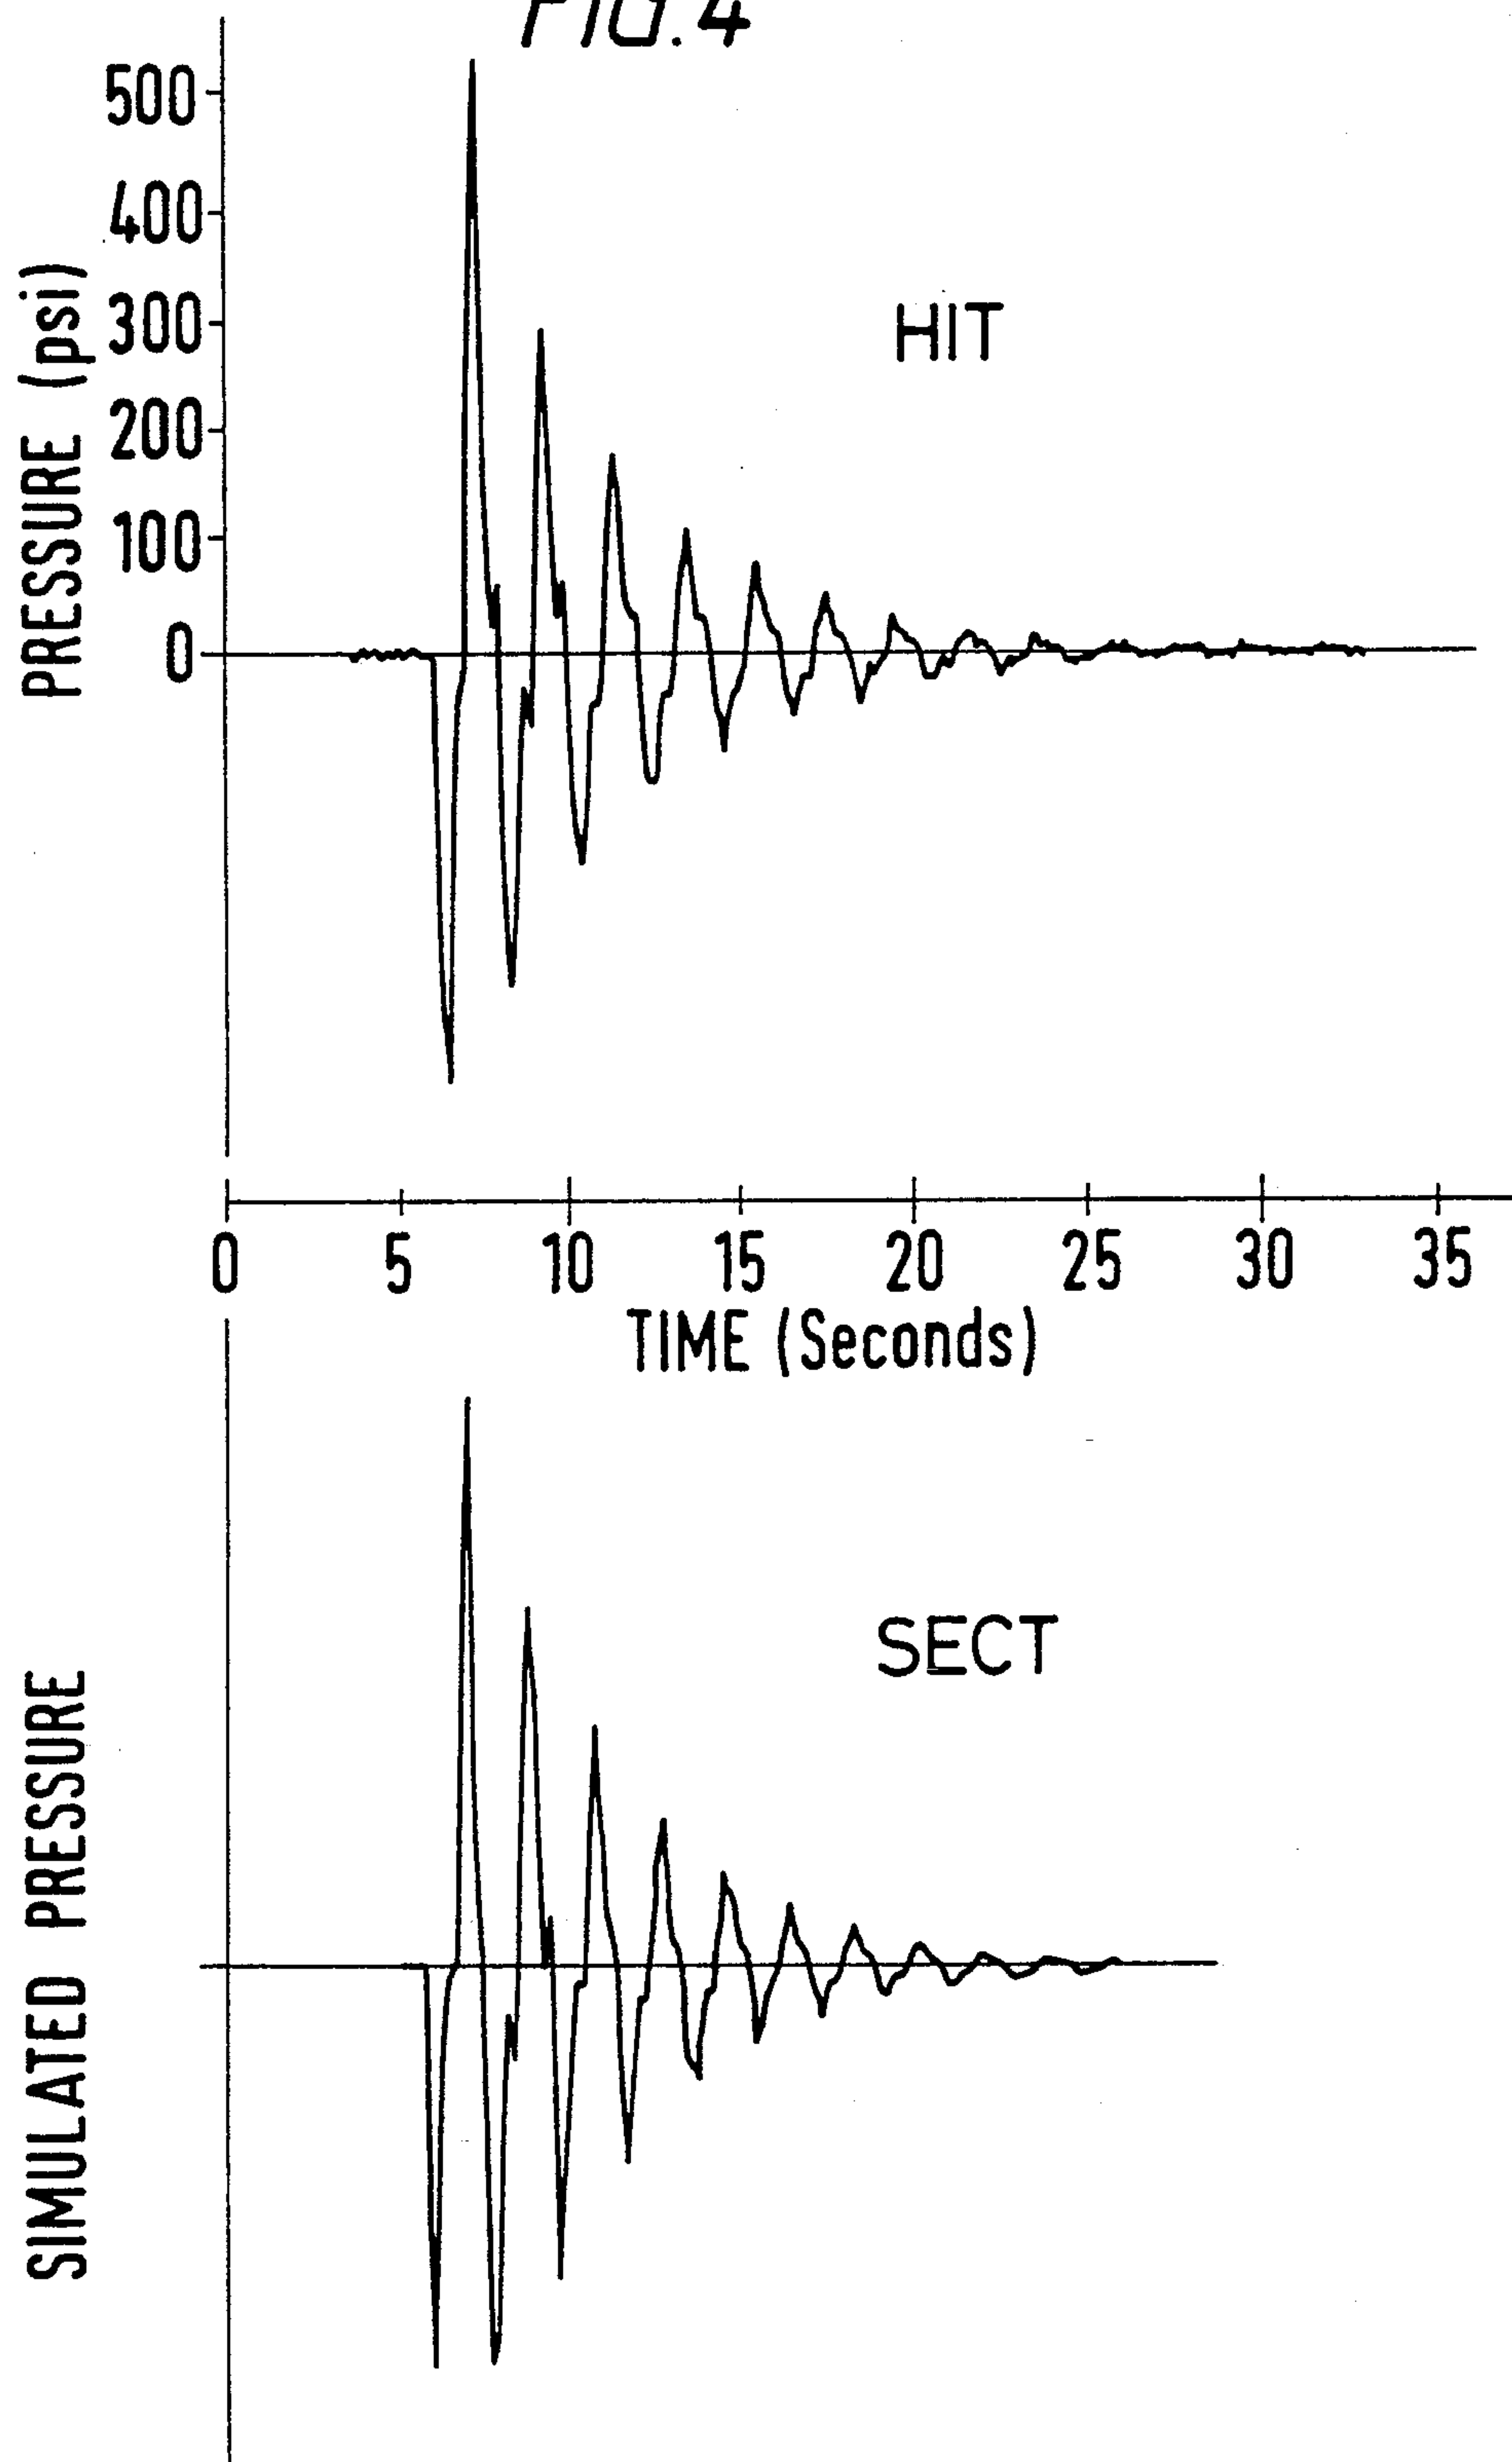 FIG. 4
500
400
300
200
100
0
PRESSURE (psi)
HIT
0 5 10 15 20 25 30 35
TIME (Seconds)
SECT
SIMULATED PRESSURE